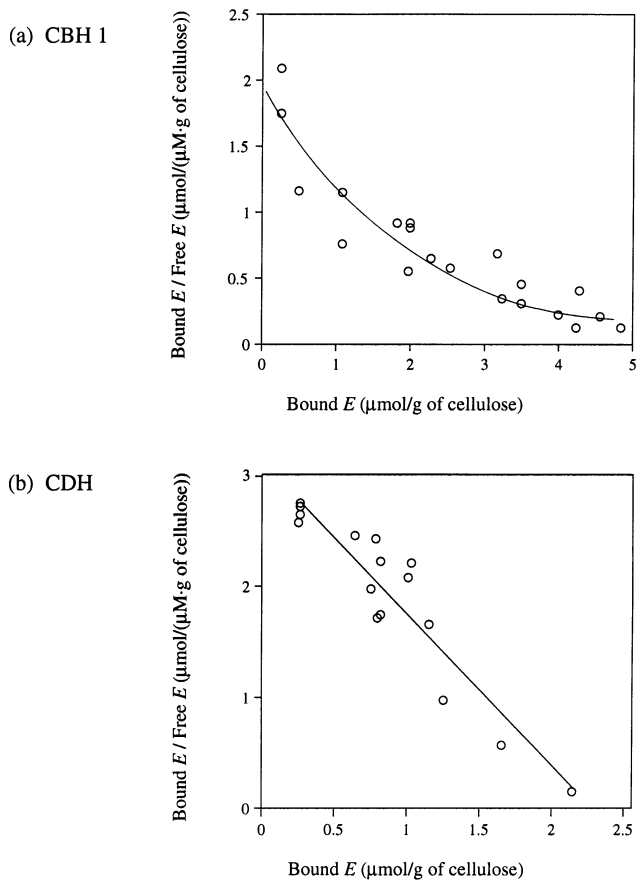 (a) CBH 1
Bound E / Free E (μmol/(μM·g of cellulose))
2.5
2
1.5
1
0.5
0
0 1 2 3 4 5
Bound E (μmol/g of cellulose)
(b) CDH
Bound E / Free E (μmol/(μM·g of cellulose))
3
2
1
0
0 0.5 1 1.5 2 2.5
Bound E (μmol/g of cellulose)